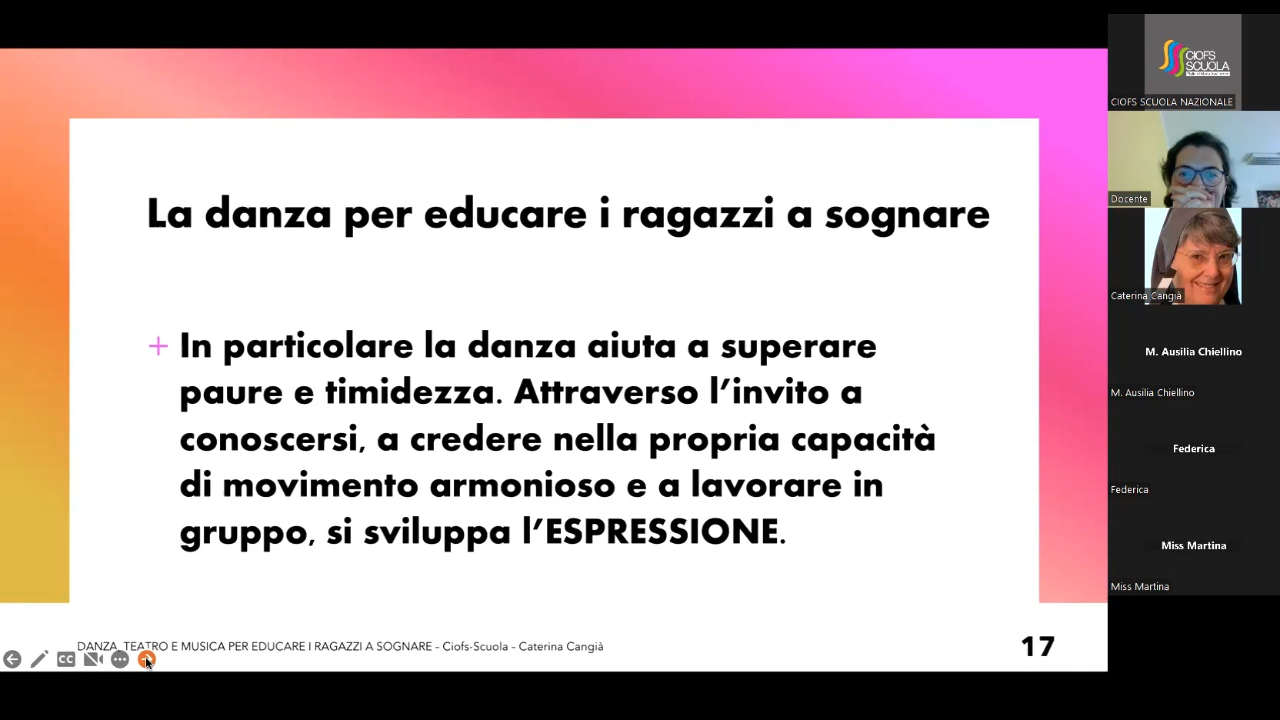 La danza per educare i ragazzi a sognare
+ In particolare la danza aiuta a superare
paure e timidezza. Attraverso l’invito a
conoscersi, a credere nella propria capacità
di movimento armonioso e a lavorare in
gruppo, si sviluppa l’ESPRESSIONE.
DANZA, TEATRO E MUSICA PER EDUCARE I RAGAZZI A SOGNARE – Ciofs-Scuola – Caterina Cangià
17
CC
CIOFS
SCUOLA
CIOFS SCUOLA NAZIONALE
Docente
Caterina Cangià
M. Ausilia Chiellino
M. Ausilia Chiellino
Federica
Federica
Miss Martina
Miss Martina